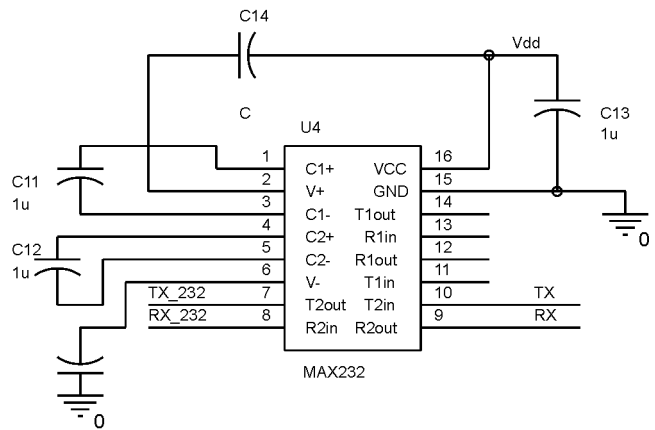 C14
Vdd
C
U4
C13
1u
1 C1+ VCC 16
2 V+ GND 15
3 C1- T1out 14
4 C2+ R1in 13
5 C2- R1out 12
6 V- T1in 11
TX_232 7 T2out T2in 10 TX
RX_232 8 R2in R2out 9 RX
C11
1u
C12
1u
0
MAX232
0